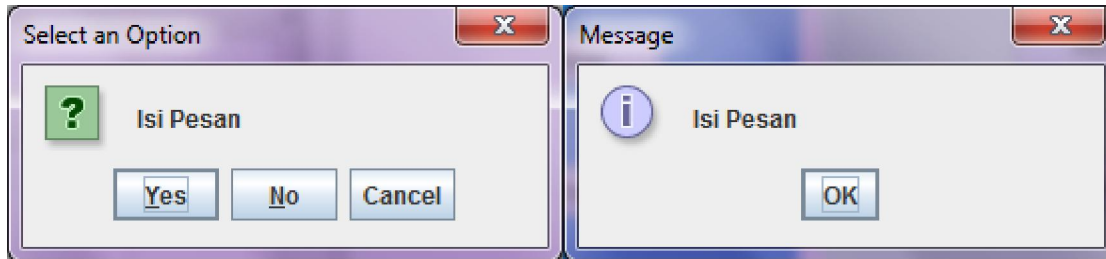 Select an Option
X
? Isi Pesan
Yes No Cancel
Message
X
i Isi Pesan
OK